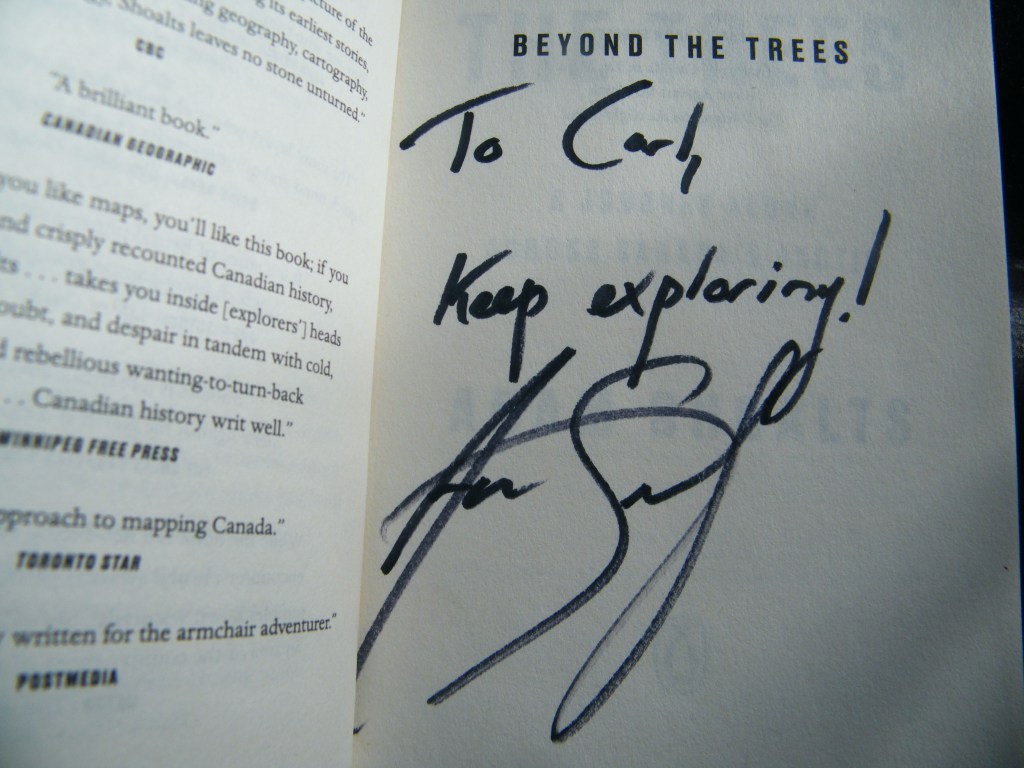 cture of the
its earliest stories,
ng geography, cartography,
Shoalts leaves no stone unturned."
CBC
"A brilliant book."
CANADIAN GEOGRAPHIC
you like maps, you'll like this book; if you
nd crisply recounted Canadian history,
. . . takes you inside [explorers'] heads
oubt, and despair in tandem with cold,
d rebellious wanting-to-turn-back
. . Canadian history writ well."
WINNIPEG FREE PRESS
pproach to mapping Canada."
TORONTO STAR
y written for the armchair adventurer."
POSTMEDIA
BEYOND THE TREES
To Carl,
Keep exploring!